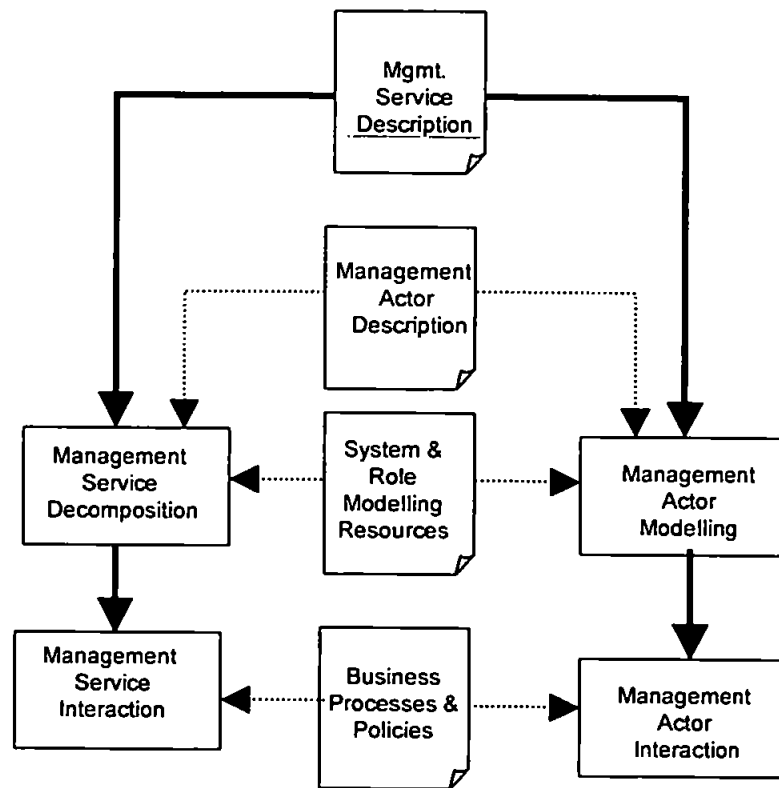 Mgmt.
Service
Description
Management
Actor
Description
Management
Service
Decomposition
System &
Role
Modelling
Resources
Management
Actor
Modelling
Management
Service
Interaction
Business
Processes &
Policies
Management
Actor
Interaction